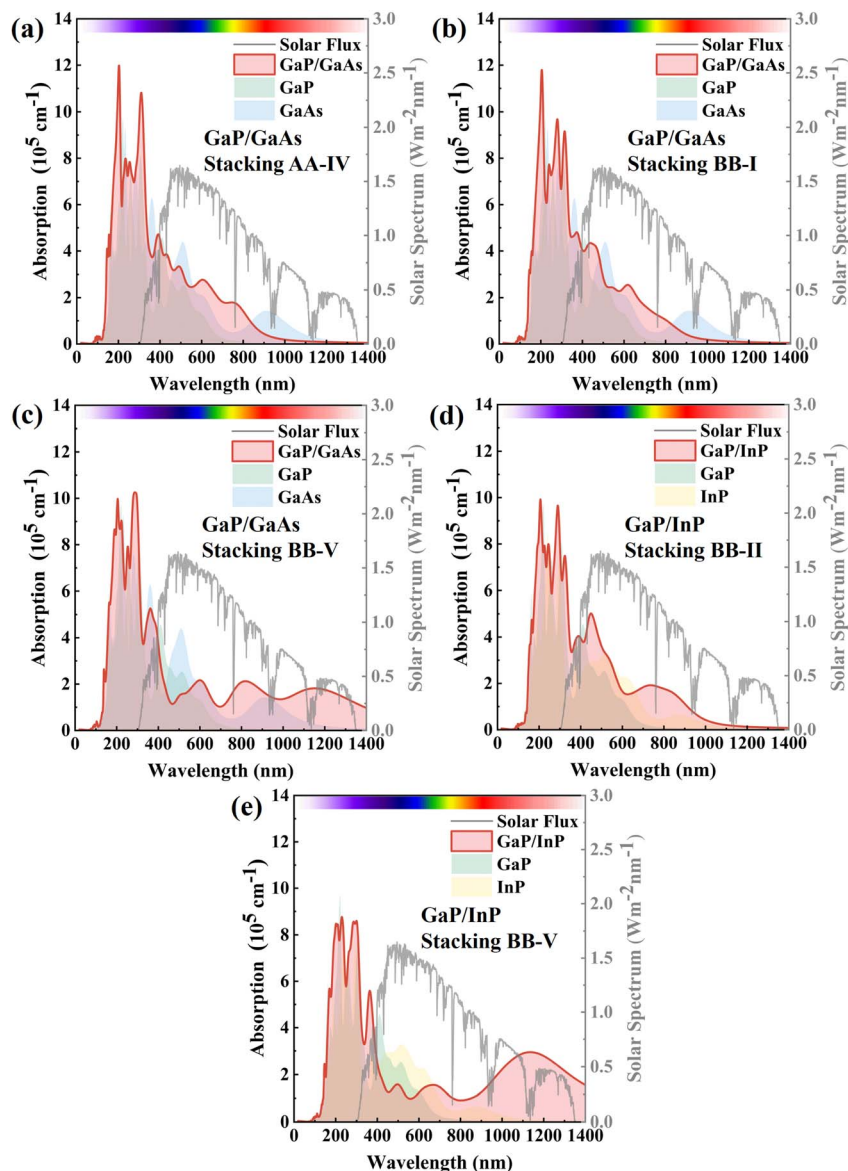 (a)
14
12
10
8
6
4
2
0
Absorption (10⁵ cm⁻¹)
3.0
2.5
2.0
1.5
1.0
0.5
0.0
Solar Spectrum (Wm⁻²nm⁻¹)
Solar Flux
GaP/GaAs
GaP
GaAs
GaP/GaAs
Stacking AA-IV
0 200 400 600 800 1000 1200 1400
Wavelength (nm)
(b)
14
12
10
8
6
4
2
0
Absorption (10⁵ cm⁻¹)
3.0
2.5
2.0
1.5
1.0
0.5
0.0
Solar Spectrum (Wm⁻²nm⁻¹)
Solar Flux
GaP/GaAs
GaP
GaAs
GaP/GaAs
Stacking BB-I
0 200 400 600 800 1000 1200 1400
Wavelength (nm)
(c)
14
12
10
8
6
4
2
0
Absorption (10⁵ cm⁻¹)
3.0
2.5
2.0
1.5
1.0
0.5
0.0
Solar Spectrum (Wm⁻²nm⁻¹)
Solar Flux
GaP/GaAs
GaP
GaAs
GaP/GaAs
Stacking BB-V
0 200 400 600 800 1000 1200 1400
Wavelength (nm)
(d)
14
12
10
8
6
4
2
0
Absorption (10⁵ cm⁻¹)
3.0
2.5
2.0
1.5
1.0
0.5
0.0
Solar Spectrum (Wm⁻²nm⁻¹)
Solar Flux
GaP/InP
GaP
InP
GaP/InP
Stacking BB-II
0 200 400 600 800 1000 1200 1400
Wavelength (nm)
(e)
14
12
10
8
6
4
2
0
Absorption (10⁵ cm⁻¹)
3.0
2.5
2.0
1.5
1.0
0.5
0.0
Solar Spectrum (Wm⁻²nm⁻¹)
Solar Flux
GaP/InP
GaP
InP
GaP/InP
Stacking BB-V
0 200 400 600 800 1000 1200 1400
Wavelength (nm)